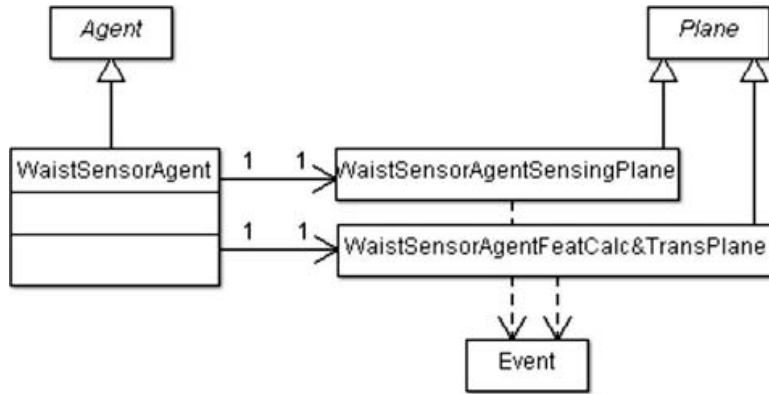 Agent
Plane
WaistSensorAgent
1 1
WaistSensorAgentSensingPlane
1 1
WaistSensorAgentFeatCalc&TransPlane
Event